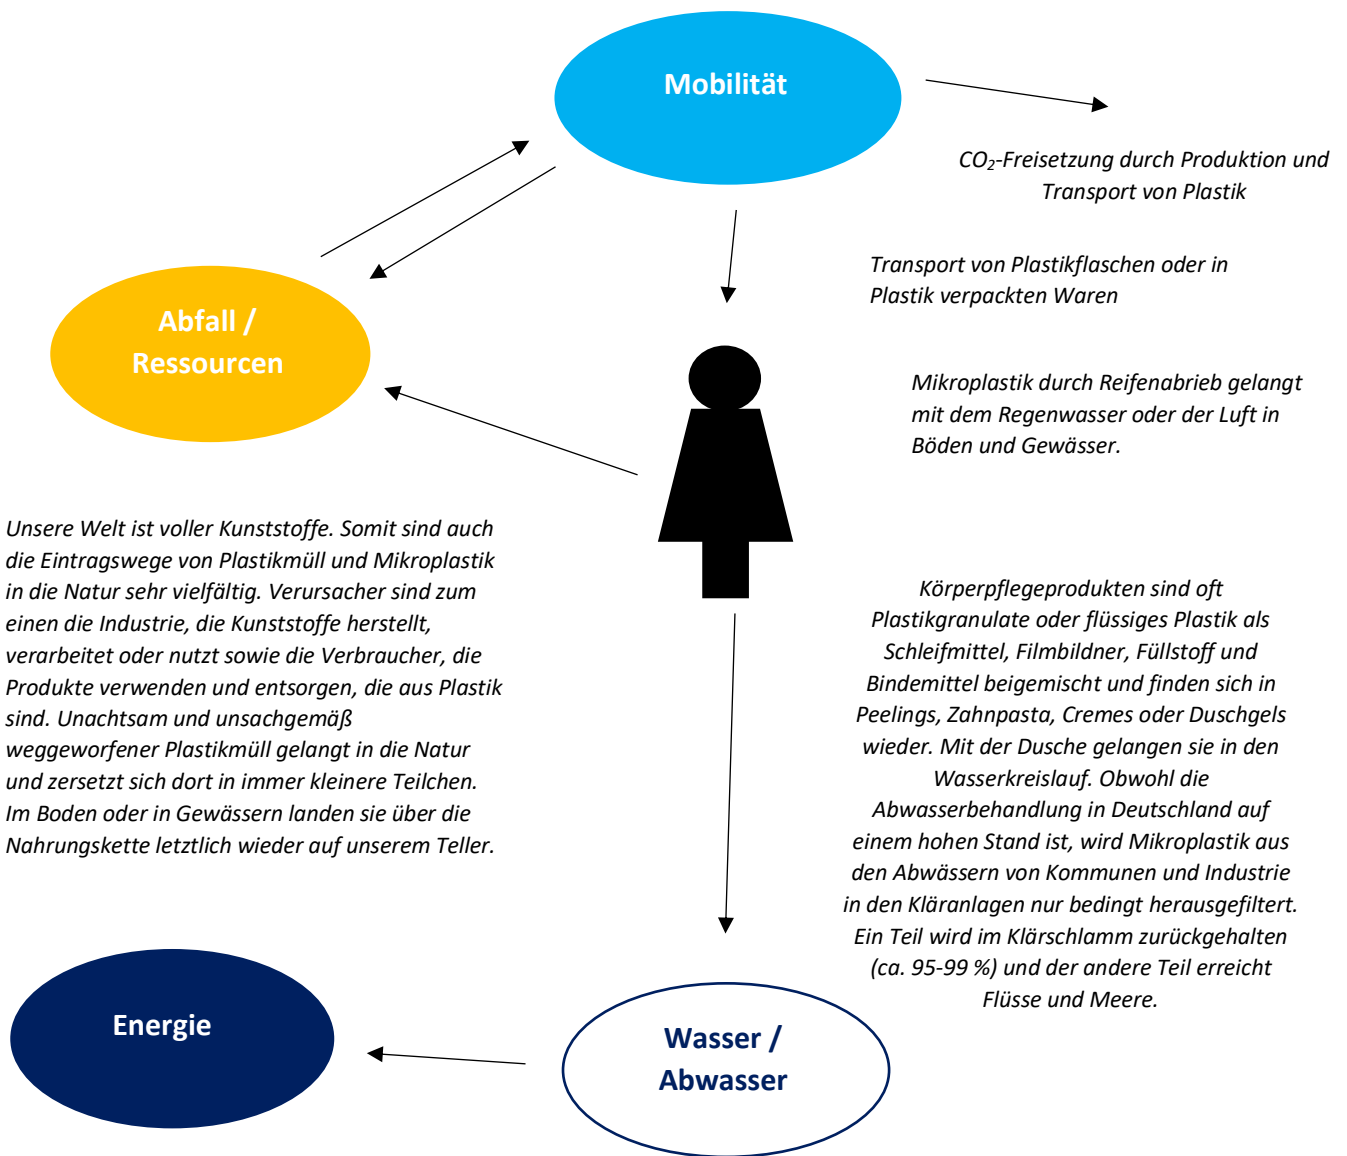 Mobilität
CO₂-Freisetzung durch Produktion und
Transport von Plastik
Transport von Plastikflaschen oder in
Plastik verpackten Waren
Abfall /
Ressourcen
Mikroplastik durch Reifenabrieb gelangt
mit dem Regenwasser oder der Luft in
Böden und Gewässer.
Unsere Welt ist voller Kunststoffe. Somit sind auch
die Eintragswege von Plastikmüll und Mikroplastik
in die Natur sehr vielfältig. Verursacher sind zum
einen die Industrie, die Kunststoffe herstellt,
verarbeitet oder nutzt sowie die Verbraucher, die
Produkte verwenden und entsorgen, die aus Plastik
sind. Unachtsam und unsachgemäß
weggeworfener Plastikmüll gelangt in die Natur
und zersetzt sich dort in immer kleinere Teilchen.
Im Boden oder in Gewässern landen sie über die
Nahrungskette letztlich wieder auf unserem Teller.
Körperpflegeprodukten sind oft
Plastikgranulate oder flüssiges Plastik als
Schleifmittel, Filmbildner, Füllstoff und
Bindemittel beigemischt und finden sich in
Peelings, Zahnpasta, Cremes oder Duschgels
wieder. Mit der Dusche gelangen sie in den
Wasserkreislauf. Obwohl die
Abwasserbehandlung in Deutschland auf
einem hohen Stand ist, wird Mikroplastik aus
den Abwässern von Kommunen und Industrie
in den Kläranlagen nur bedingt herausgefiltert.
Ein Teil wird im Klärschlamm zurückgehalten
(ca. 95-99 %) und der andere Teil erreicht
Flüsse und Meere.
Energie
Wasser /
Abwasser